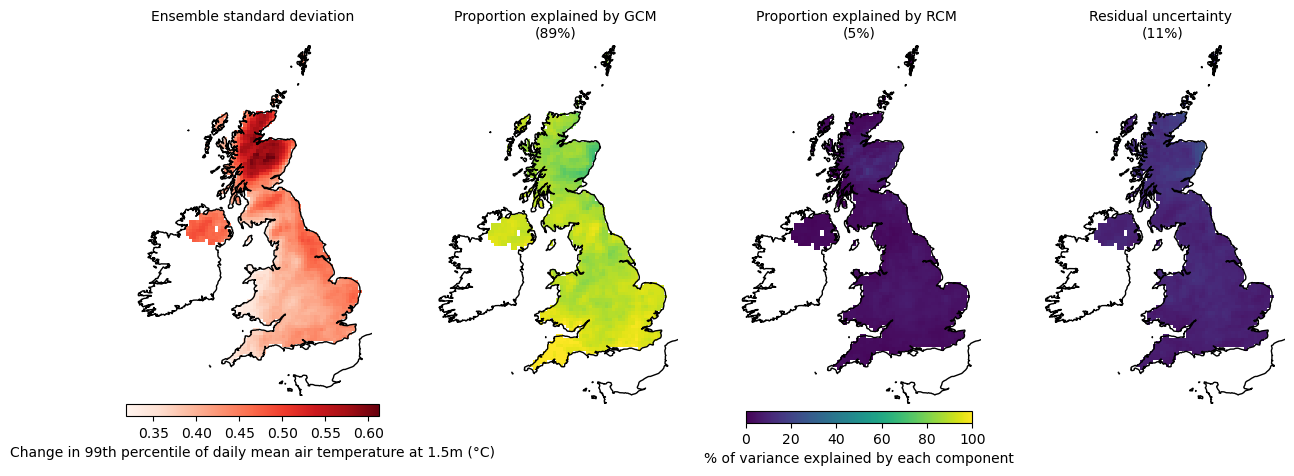 Ensemble standard deviation
Proportion explained by GCM
(89%)
Proportion explained by RCM
(5%)
Residual uncertainty
(11%)
0.35 0.40 0.45 0.50 0.55 0.60
Change in 99th percentile of daily mean air temperature at 1.5m (°C)
0 20 40 60 80 100
% of variance explained by each component